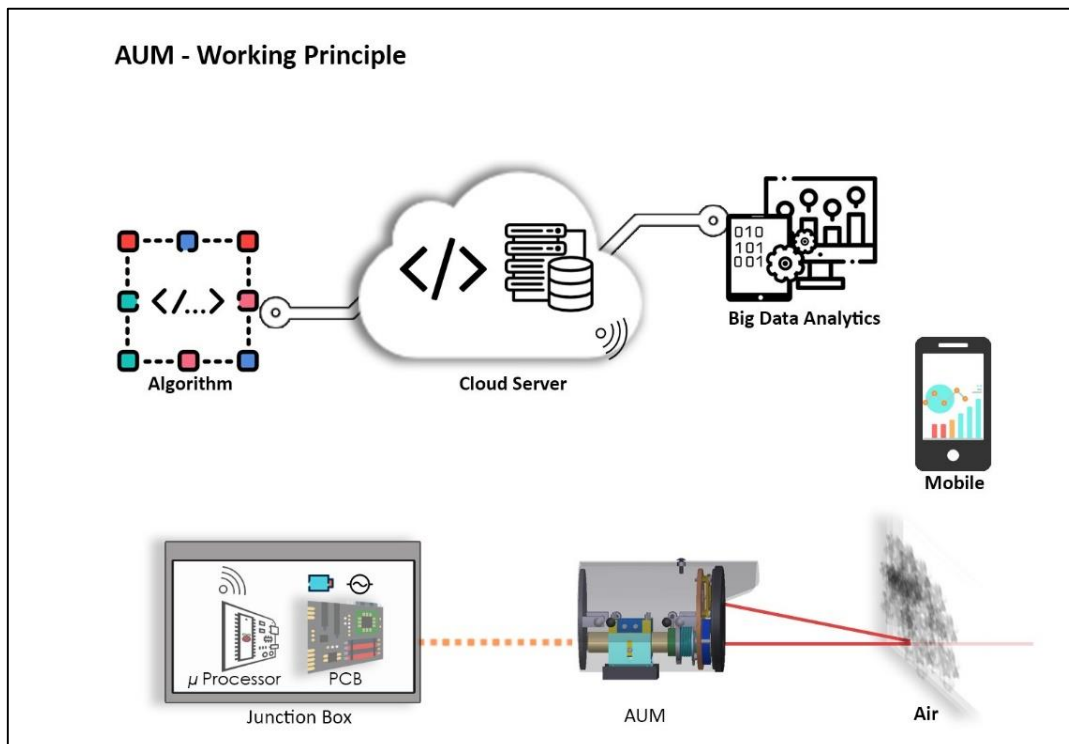 AUM - Working Principle
</...>
Algorithm
</>
Cloud Server
010
101
001
Big Data Analytics
Mobile
μ Processor
PCB
Junction Box
AUM
Air